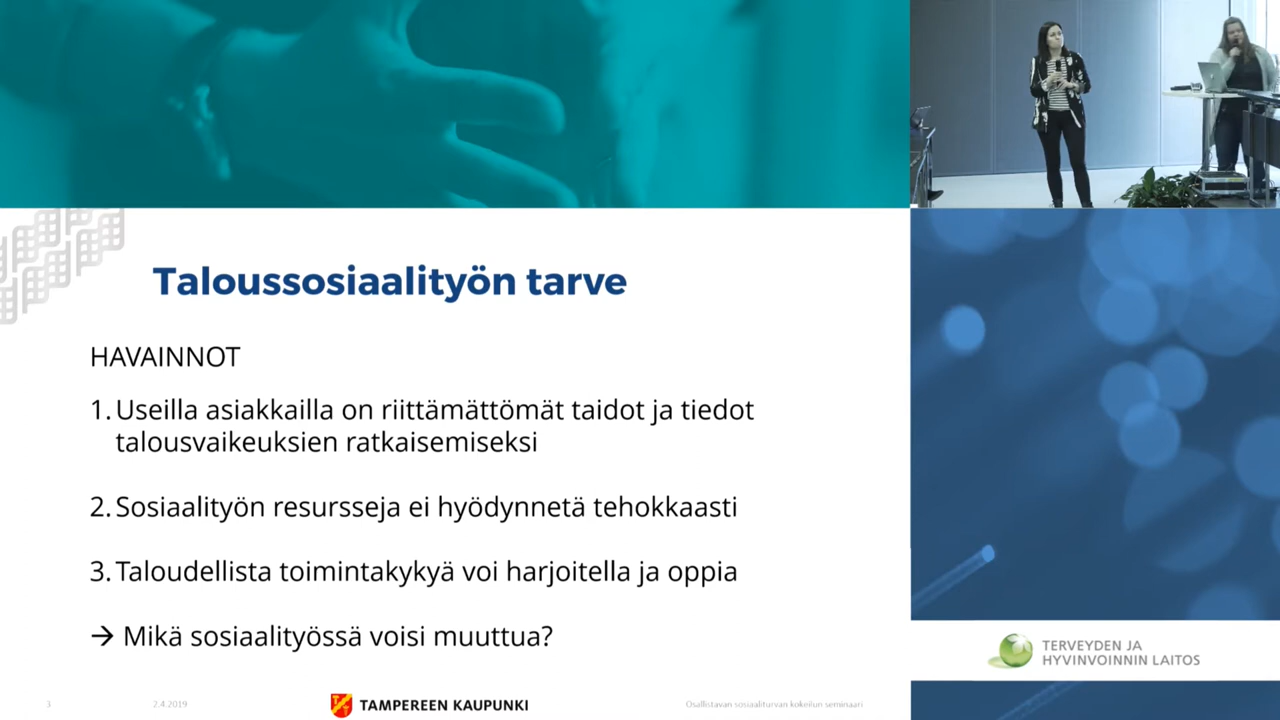 Taloussosiaalityön tarve
HAVAINNOT
1. Useilla asiakkailla on riittämättömät taidot ja tiedot
talousvaikeuksien ratkaisemiseksi
2. Sosiaalityön resursseja ei hyödynnetä tehokkaasti
3. Taloudellista toimintakykyä voi harjoitella ja oppia
→ Mikä sosiaalityössä voisi muuttua?
3
2.4.2019
TAMPEREEN KAUPUNKI
Osallistavan sosiaaliturvan kokeilun seminaari
TERVEYDEN JA
HYVINVOINNIN LAITOS